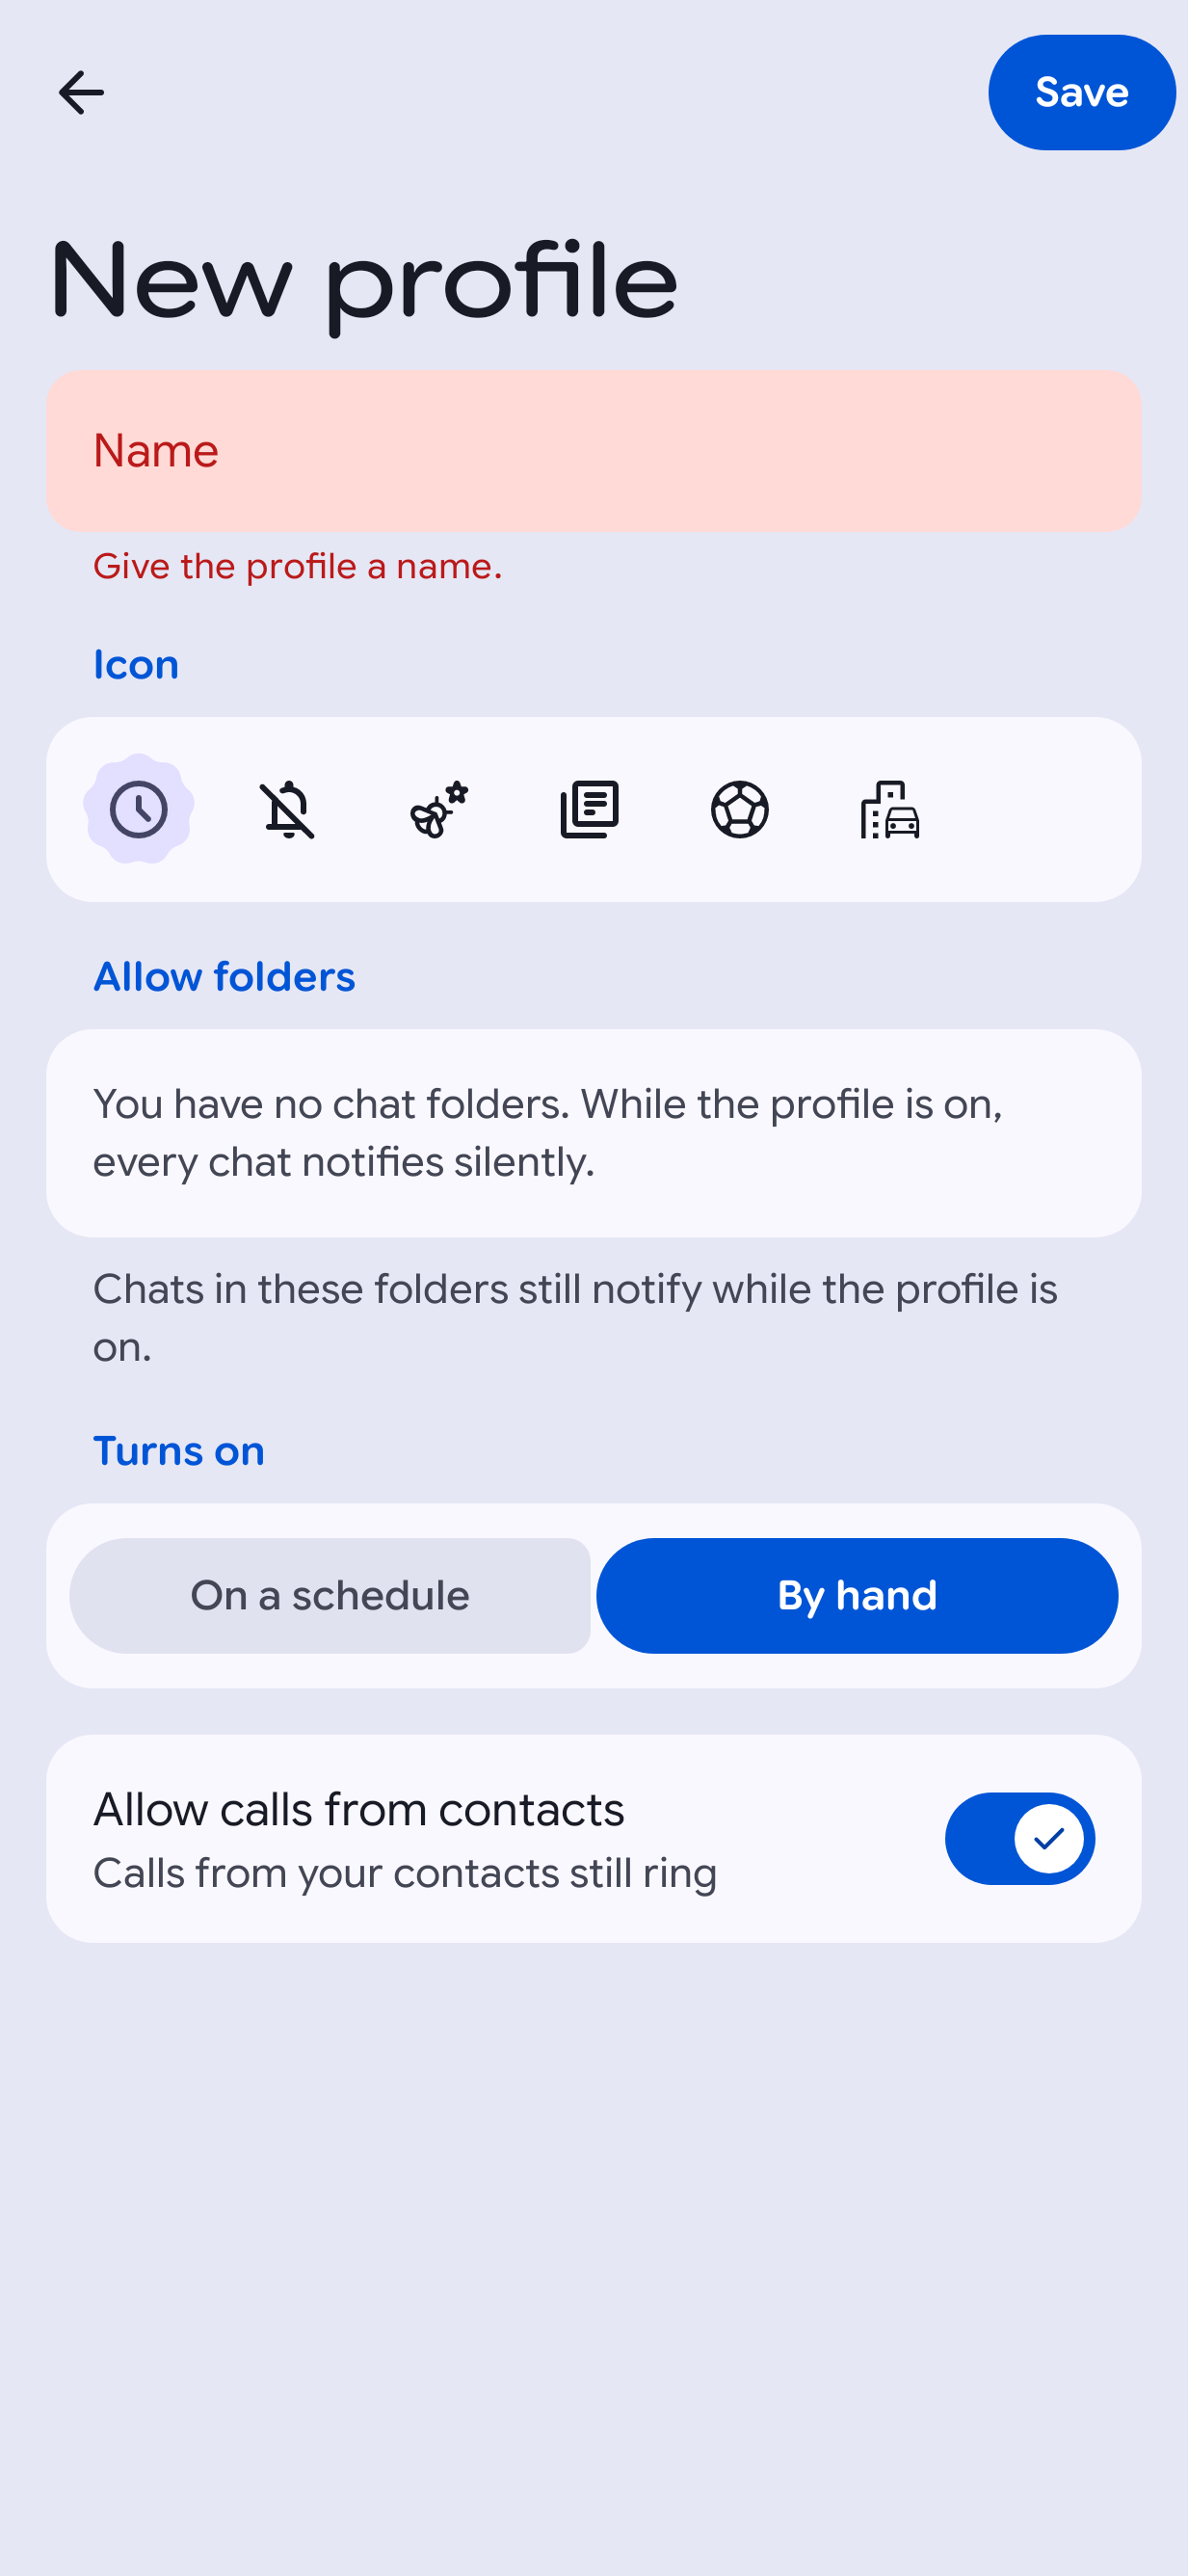 Save
New profile
Name
Give the profile a name.
Icon
Allow folders
You have no chat folders. While the profile is on,
every chat notifies silently.
Chats in these folders still notify while the profile is
on.
Turns on
On a schedule
By hand
Allow calls from contacts
Calls from your contacts still ring